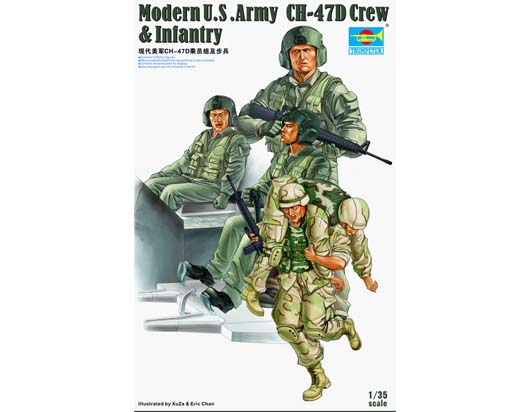 Modern U.S. Army CH-47D Crew
& Infantry
现代美军CH-47D乘员组及步兵
TRUMPETER
1/35
scale
Illustrated by XuZe & Eric Chan